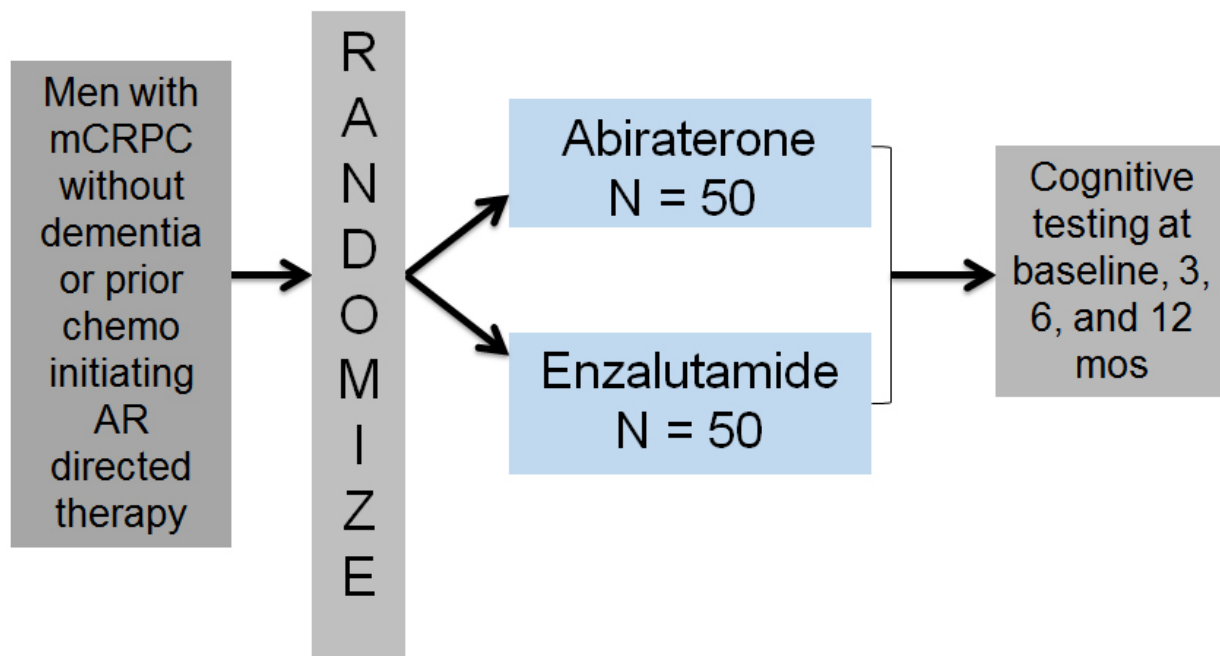 Men with
mCRPC
without
dementia
or prior
chemo
initiating
AR
directed
therapy
R
A
N
D
O
M
I
Z
E
Abiraterone
N = 50
Enzalutamide
N = 50
Cognitive
testing at
baseline, 3,
6, and 12
mos